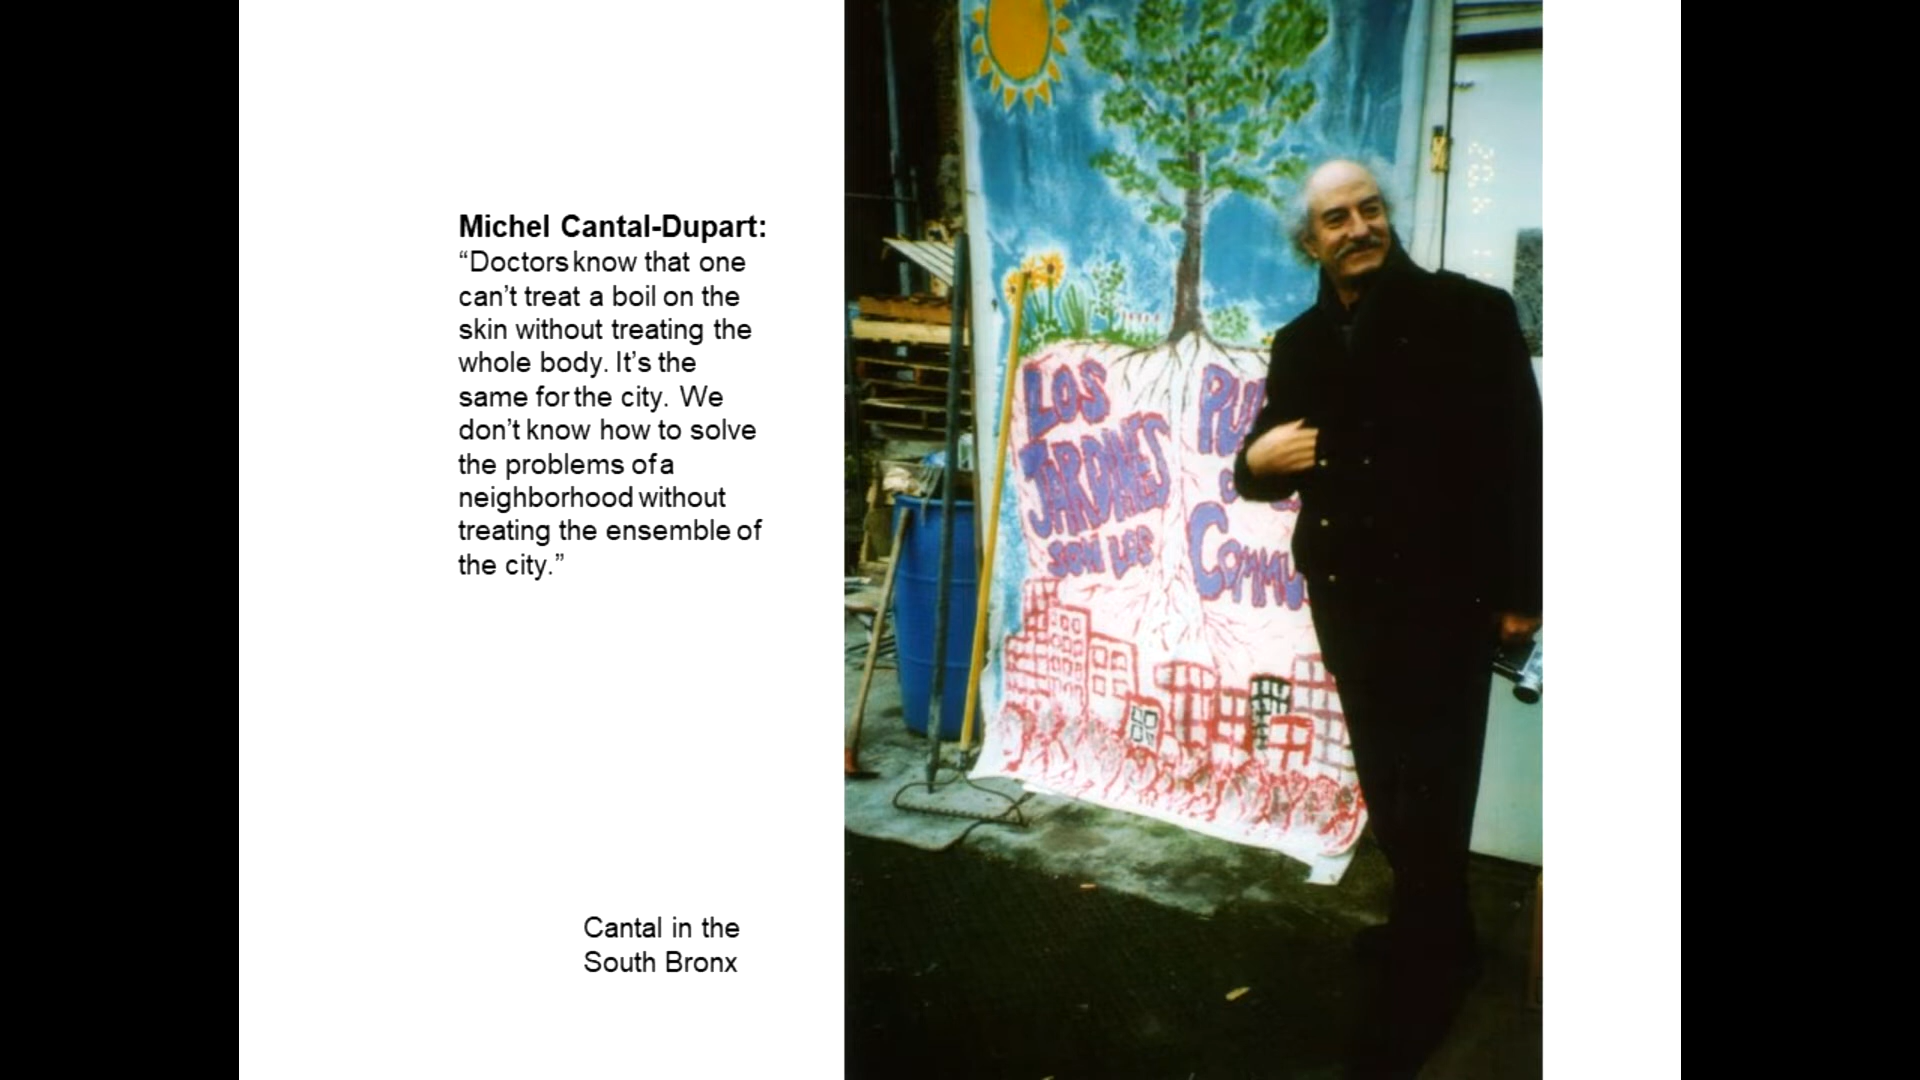 Michel Cantal-Dupart:
“Doctors know that one
can’t treat a boil on the
skin without treating the
whole body. It’s the
same for the city. We
don’t know how to solve
the problems of a
neighborhood without
treating the ensemble of
the city.”
Cantal in the
South Bronx
LOS
JARDINES
SON LOS
PUL
COMMU